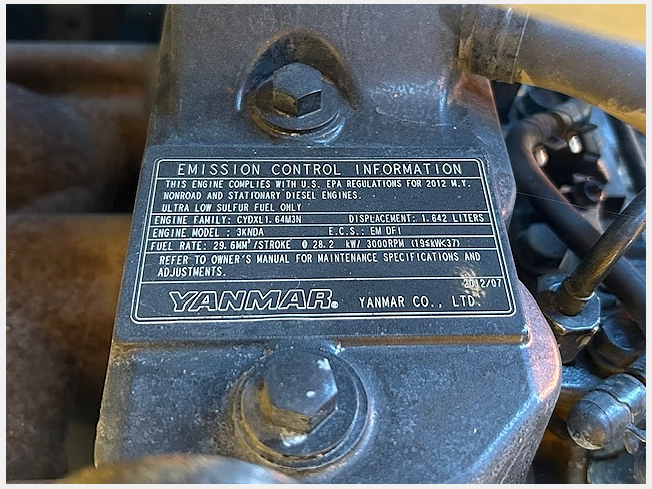 EMISSION CONTROL INFORMATION
THIS ENGINE COMPLIES WITH U.S. EPA REGULATIONS FOR 2012 M.Y.
NONROAD AND STATIONARY DIESEL ENGINES.
ULTRA LOW SULFUR FUEL ONLY
ENGINE FAMILY: CYDXL1.64M3N DISPLACEMENT: 1.642 LITERS
ENGINE MODEL : 3KNDA E.C.S.: EM DFI
FUEL RATE: 29.6MM³/STROKE @ 28.2 kW/ 3000RPM (19≤kW<37)
REFER TO OWNER'S MANUAL FOR MAINTENANCE SPECIFICATIONS AND
ADJUSTMENTS.
2012/07
YANMAR® YANMAR CO., LTD.